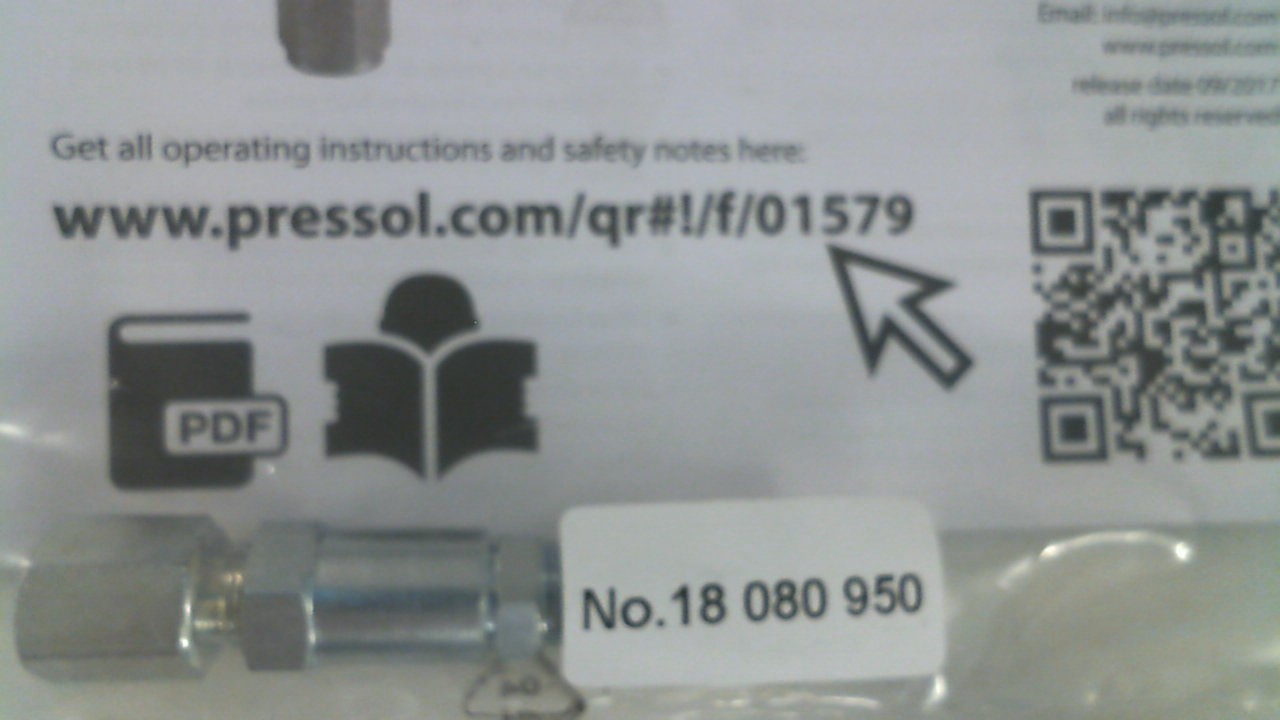 Email: info@pressol.com
www.pressol.com
release date 09/2017
all rights reserved
Get all operating instructions and safety notes here:
www.pressol.com/qr#!/f/01579
PDF
No.18 080 950